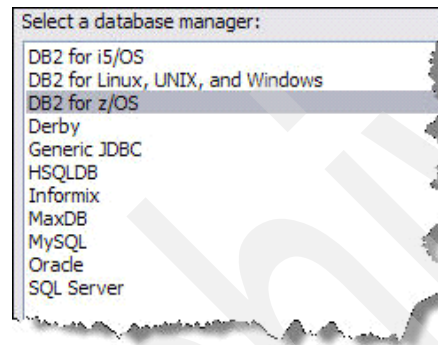 Select a database manager:
DB2 for i5/OS
DB2 for Linux, UNIX, and Windows
DB2 for z/OS
Derby
Generic JDBC
HSQLDB
Informix
MaxDB
MySQL
Oracle
SQL Server